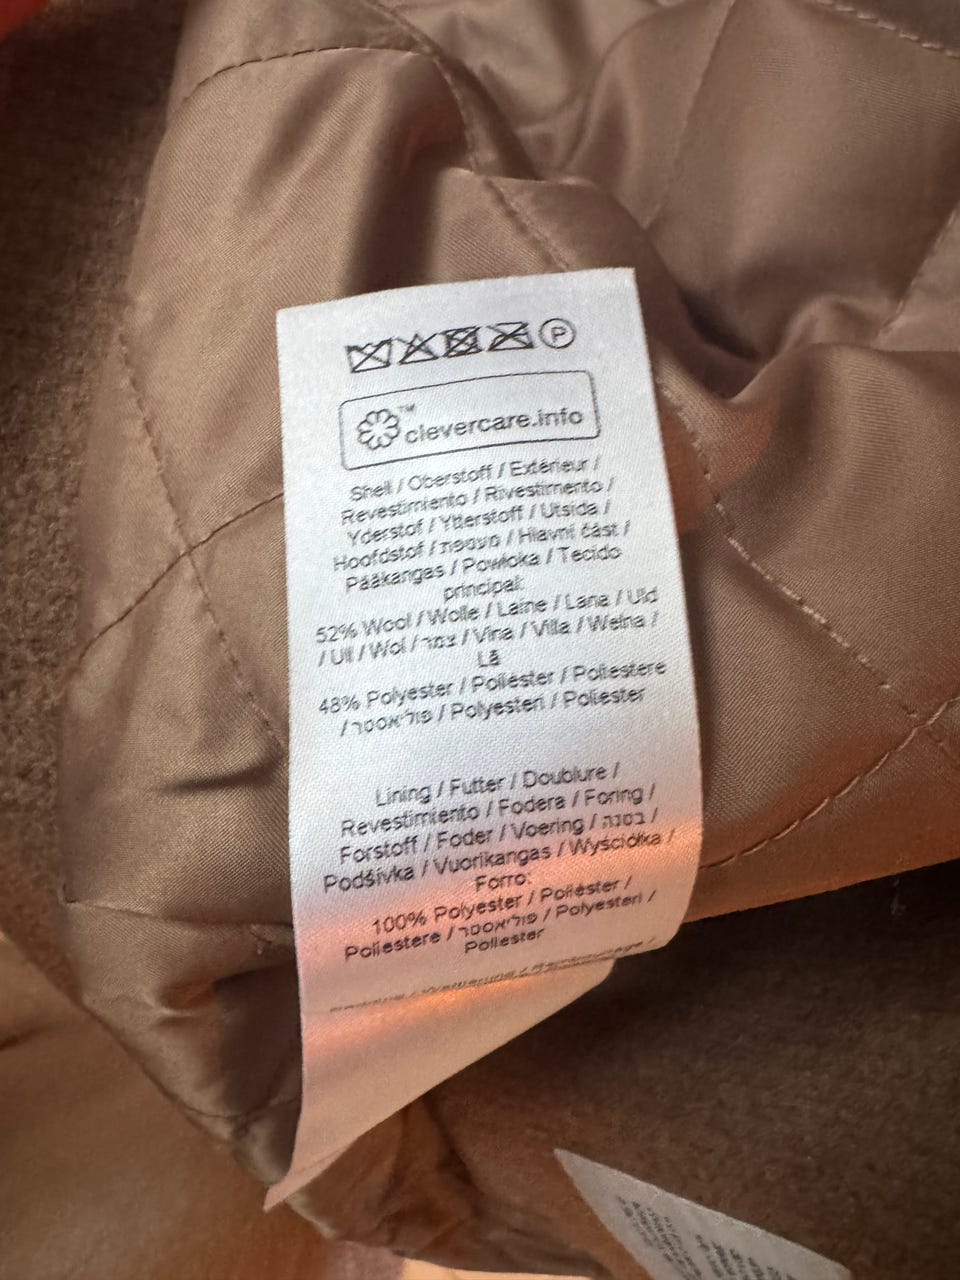 P
™
clevercare.info
Shell / Oberstoff / Extérieur /
Revestimiento / Rivestimento /
Yderstof / Ytterstoff / Utsida /
Hoofdstof / מעטפת / Hlavní část /
Pääkangas / Powłoka / Tecido
principal:
52% Wool / Wolle / Laine / Lana / Uld
/ Ull / Wol / צמר / Vlna / Villa / Wełna /
Lã
48% Polyester / Poliéster / Poliestere
/ פוליאסטר / Polyesteri / Poliester
Lining / Futter / Doublure /
Revestimiento / Fodera / Foring /
Forstoff / Foder / Voering / בטנה /
Podšívka / Vuorikangas / Wyściółka /
Forro:
100% Polyester / Poliéster /
Poliestere / פוליאסטר / Polyesteri /
Poliester